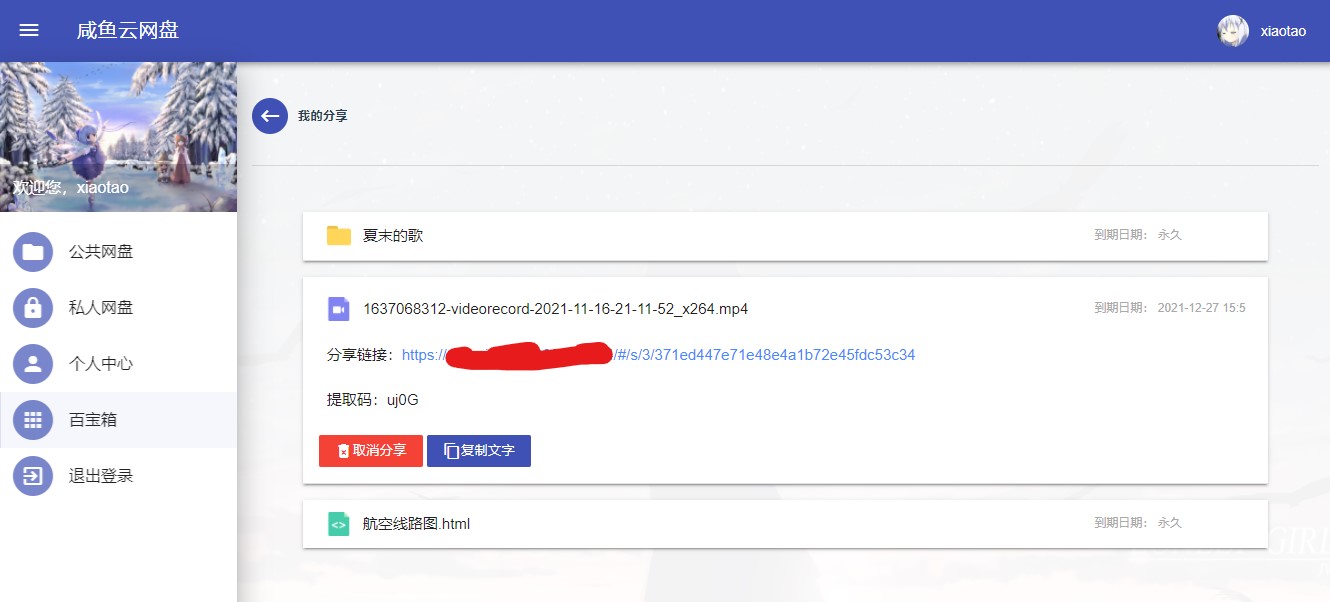 咸鱼云网盘
xiaotao
欢迎您，xiaotao
公共网盘
私人网盘
个人中心
百宝箱
退出登录
我的分享
夏末的歌 到期日期： 永久
1637068312-videorecord-2021-11-16-21-11-52_x264.mp4 到期日期： 2021-12-27 15:5
分享链接：https:// /#/s/3/371ed447e71e48e4a1b72e45fdc53c34
提取码：uj0G
取消分享 复制文字
航空线路图.html 到期日期： 永久
GIRL